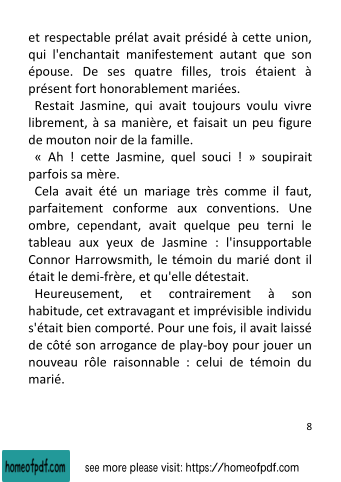 et respectable prélat avait présidé à cette union,
qui l'enchantait manifestement autant que son
épouse. De ses quatre filles, trois étaient à
présent fort honorablement mariées.
Restait Jasmine, qui avait toujours voulu vivre
librement, à sa manière, et faisait un peu figure
de mouton noir de la famille.
« Ah ! cette Jasmine, quel souci ! » soupirait
parfois sa mère.
Cela avait été un mariage très comme il faut,
parfaitement conforme aux conventions. Une
ombre, cependant, avait quelque peu terni le
tableau aux yeux de Jasmine : l'insupportable
Connor Harrowsmith, le témoin du marié dont il
était le demi-frère, et qu'elle détestait.
Heureusement, et contrairement à son
habitude, cet extravagant et imprévisible individu
s'était bien comporté. Pour une fois, il avait laissé
de côté son arrogance de play-boy pour jouer un
nouveau rôle raisonnable : celui de témoin du
marié.
8
homeofpdf.com
see more please visit: https://homeofpdf.com